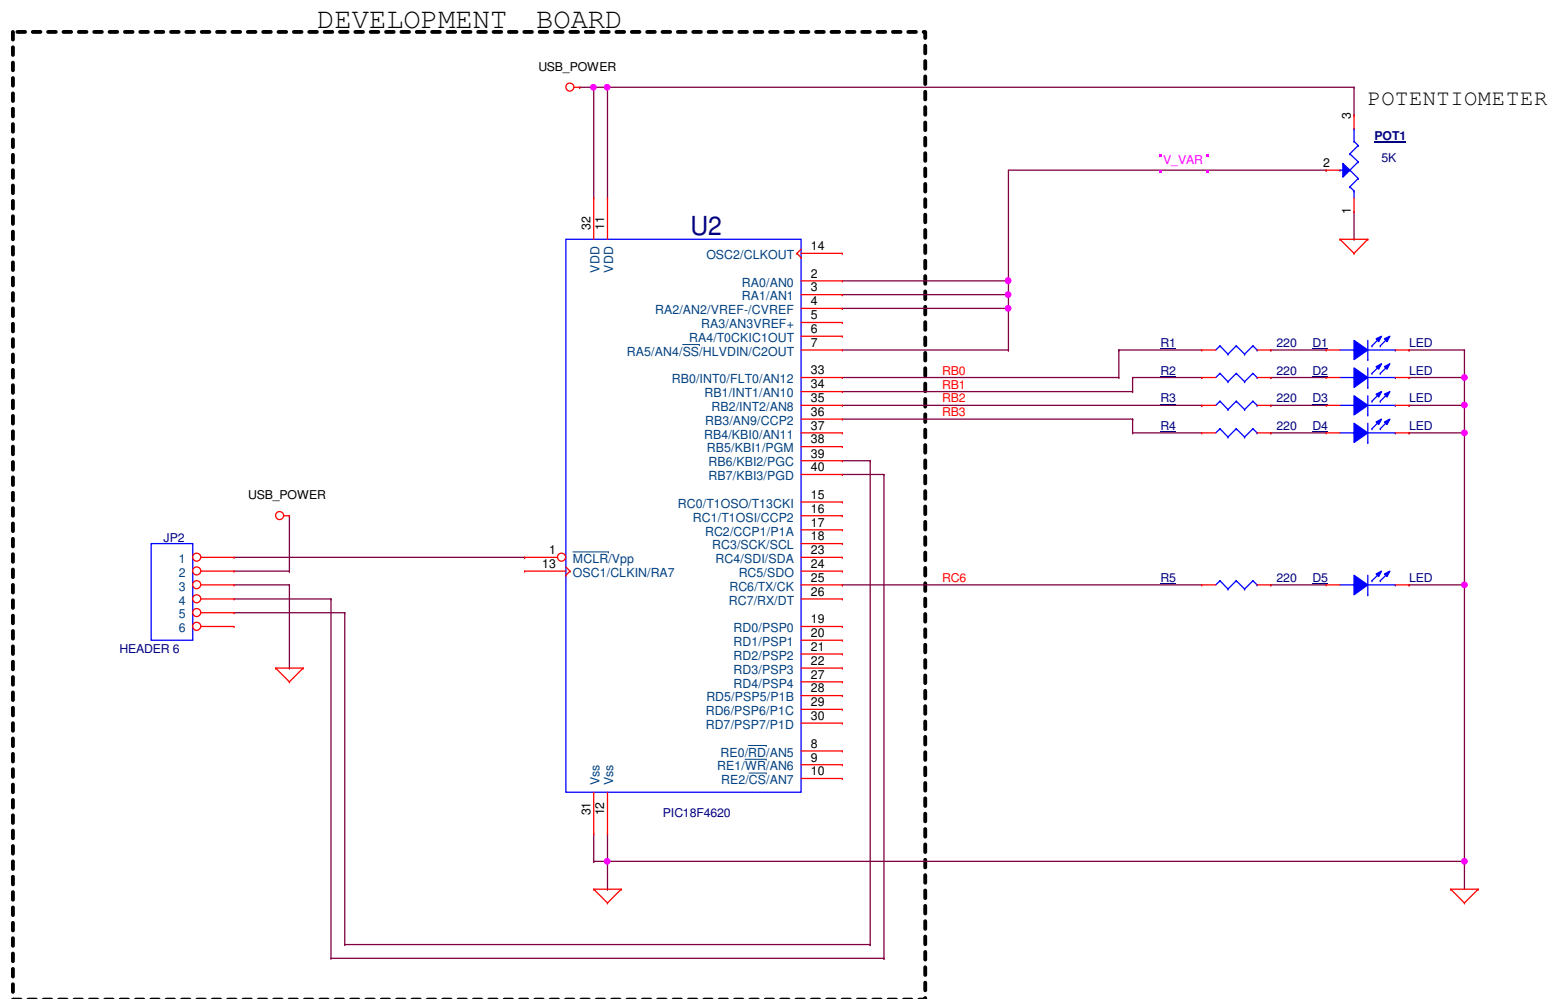 DEVELOPMENT BOARD
USB_POWER
POTENTIOMETER
3
POT1
5K
"V_VAR"
2
1
U2
32
11
VDD
VDD
OSC2/CLKOUT 14
RA0/AN0 2
RA1/AN1 3
RA2/AN2/VREF-/CVREF 4
RA3/AN3VREF+ 5
RA4/T0CKIC1OUT 6
RA5/AN4/SS/HLVDIN/C2OUT 7
R1 220 D1 LED
RB0/INT0/FLT0/AN12 33 RB0
R2 220 D2 LED
RB1/INT1/AN10 34 RB1
RB2/INT2/AN8 35 RB2 R3 220 D3 LED
RB3/AN9/CCP2 36 RB3
R4 220 D4 LED
RB4/KBI0/AN11 37
RB5/KBI1/PGM 38
RB6/KBI2/PGC 39
RB7/KBI3/PGD 40
USB_POWER
RC0/T1OSO/T13CKI 15
RC1/T1OSI/CCP2 16
RC2/CCP1/P1A 17
RC3/SCK/SCL 18
RC4/SDI/SDA 23
RC5/SDO 24
RC6/TX/CK 25 RC6 R5 220 D5 LED
RC7/RX/DT 26
JP2
1
2
3
4
5
6
HEADER 6
1 MCLR/Vpp
13 OSC1/CLKIN/RA7
RD0/PSP0 19
RD1/PSP1 20
RD2/PSP2 21
RD3/PSP3 22
RD4/PSP4 27
RD5/PSP5/P1B 28
RD6/PSP6/P1C 29
RD7/PSP7/P1D 30
RE0/RD/AN5 8
RE1/WR/AN6 9
RE2/CS/AN7 10
Vss
Vss
31
12
PIC18F4620